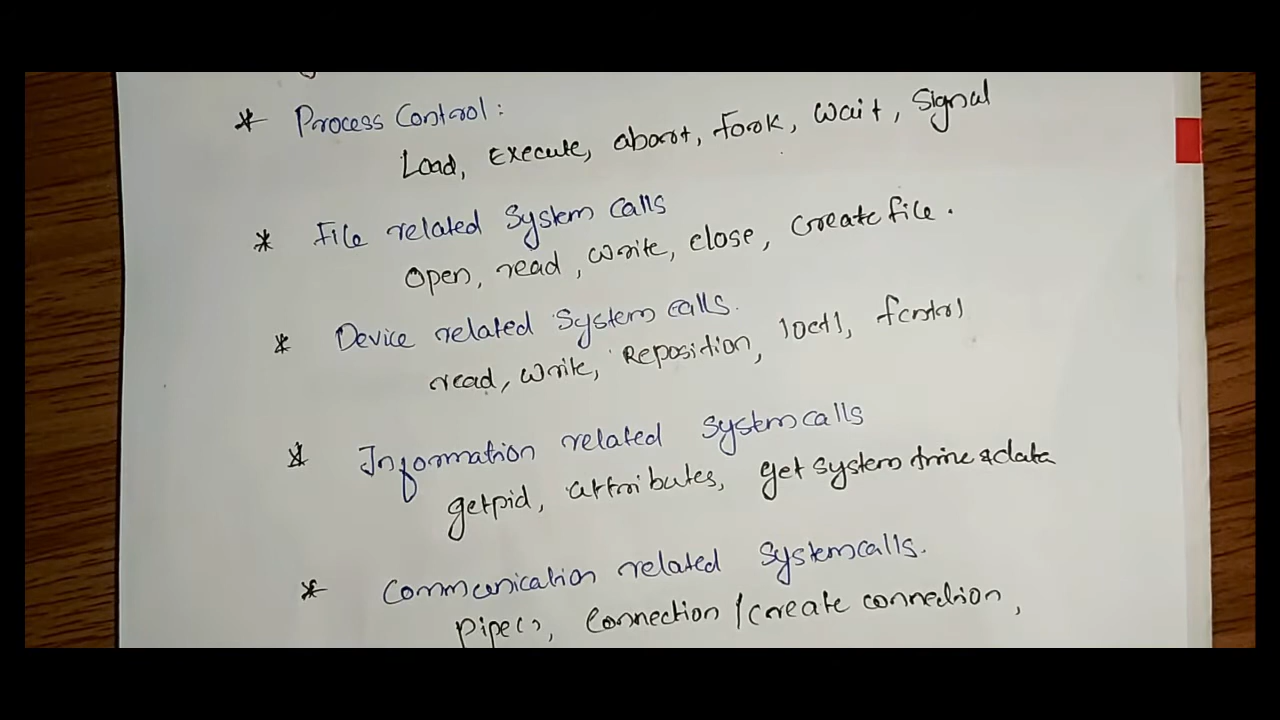 * Process Control:
Load, Execute, abort, fork, wait, Signal
* File related System Calls
Open, read, write, close, Create file.
* Device related System calls.
read, write, Reposition, ioctl, fcntrl
* Information related System calls
getpid, attributes, get system time & data
* Communication related System calls.
pipe(), Connection / Create connection,